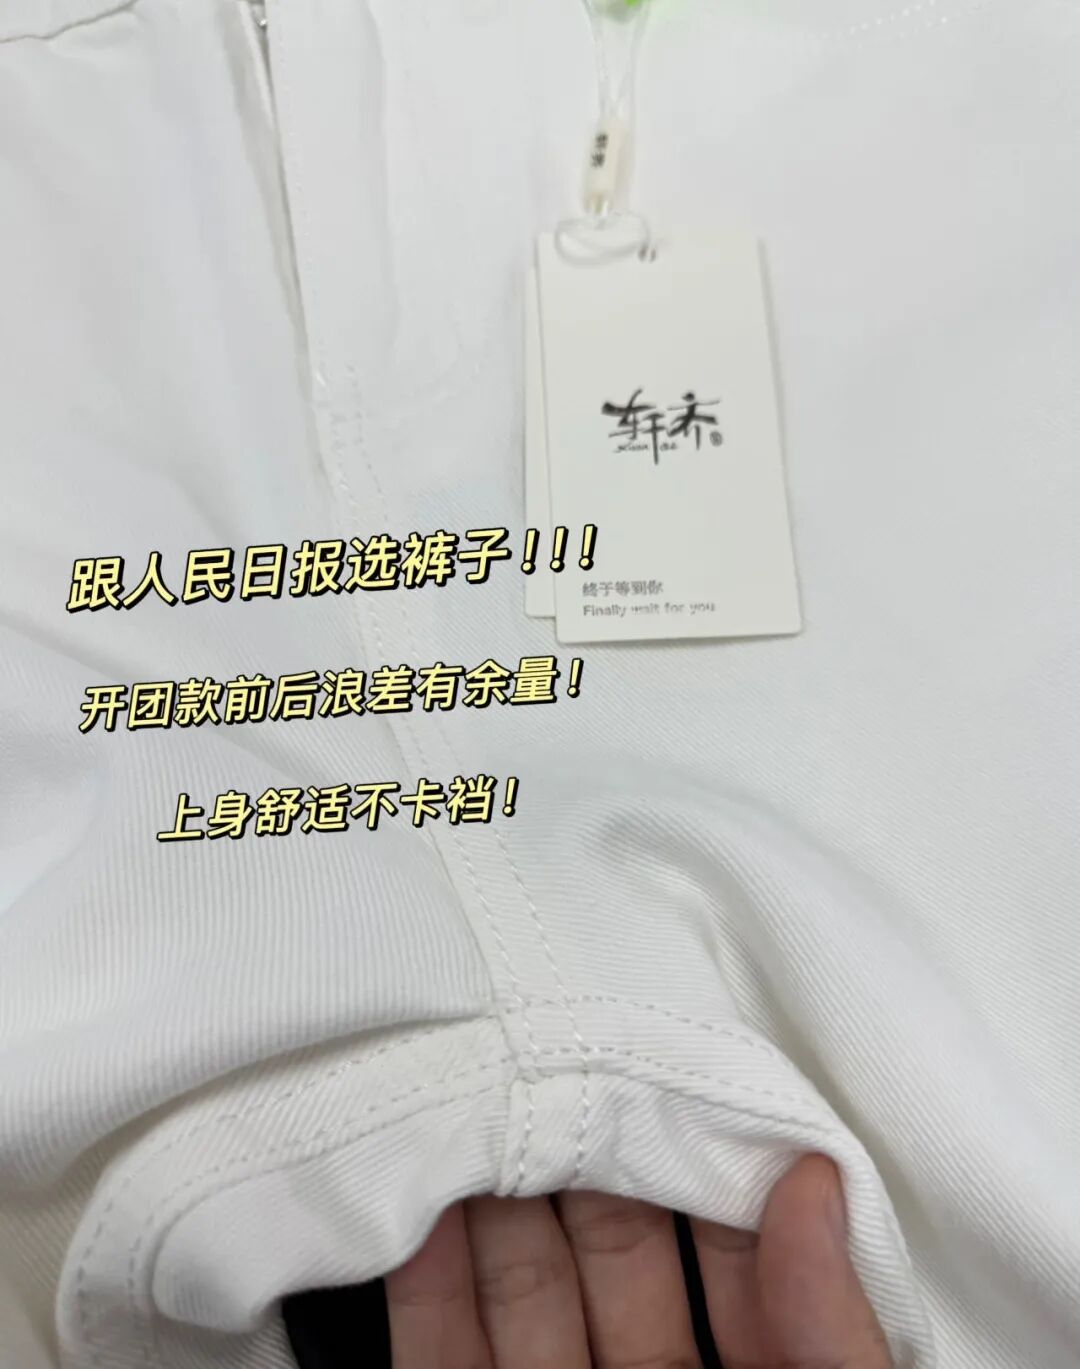 轩齐
终于等到你
Finally wait for you
跟人民日报选裤子!!!
开团款前后浪差有余量!
上身舒适不卡裆!